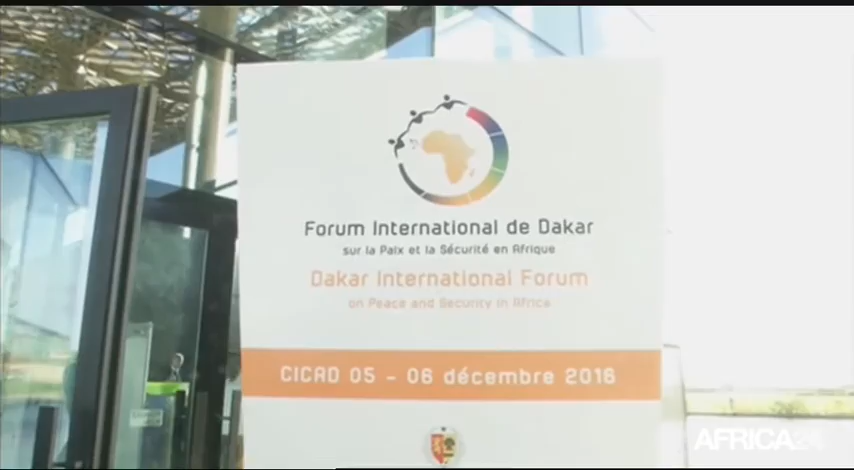 Forum International de Dakar
sur la Paix et la Sécurité en Afrique
Dakar International Forum
on Peace and Security in Africa
CICAD 05 - 06 décembre 2016
AFRICA24